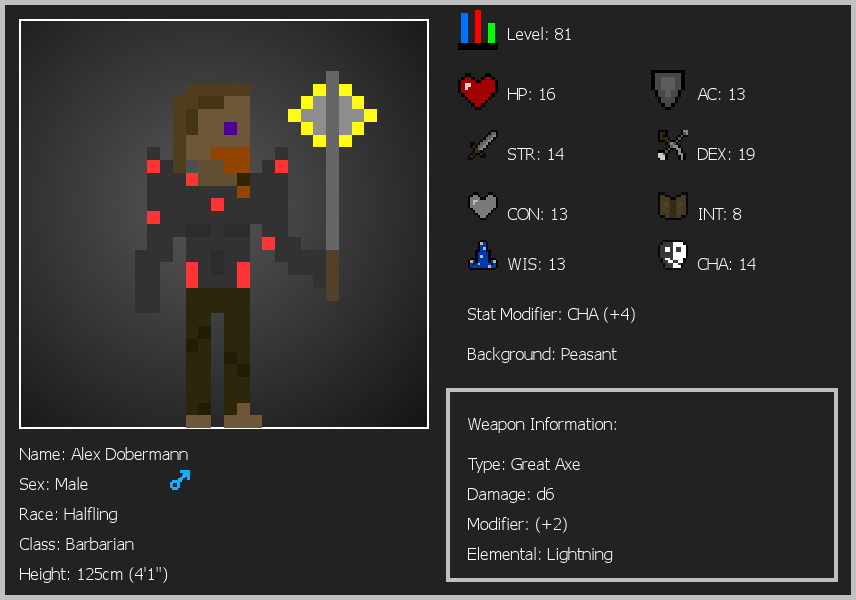 Level: 81
HP: 16
AC: 13
STR: 14
DEX: 19
CON: 13
INT: 8
WIS: 13
CHA: 14
Stat Modifier: CHA (+4)
Background: Peasant
Weapon Information:
Type: Great Axe
Damage: d6
Modifier: (+2)
Elemental: Lightning
Name: Alex Dobermann
Sex: Male
Race: Halfling
Class: Barbarian
Height: 125cm (4'1")